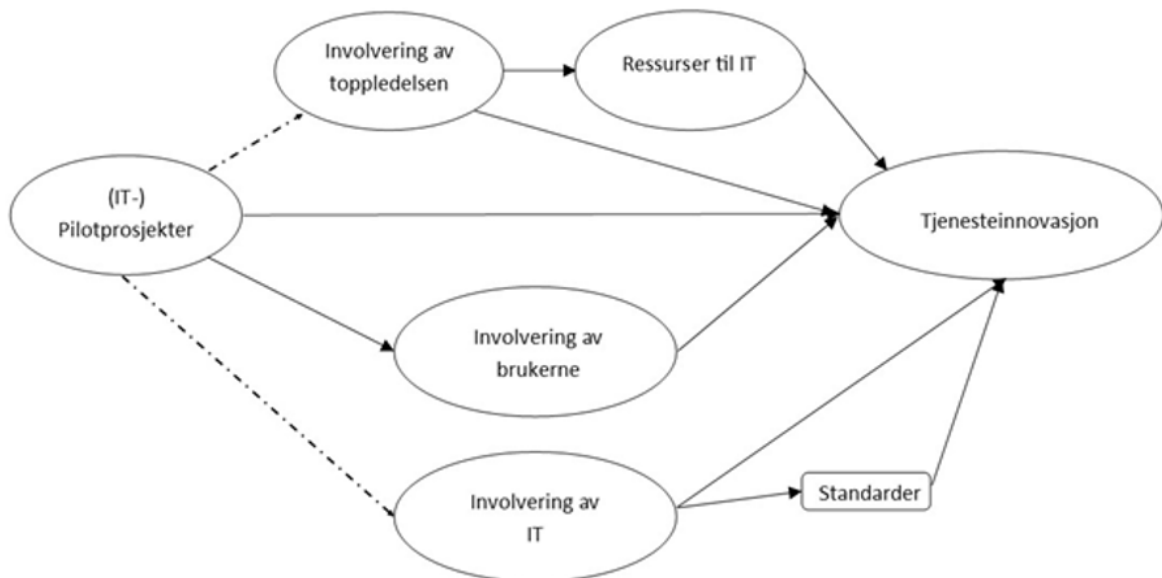 Involvering av
toppledelsen
Ressurser til IT
(IT-)
Pilotprosjekter
Tjenesteinnovasjon
Involvering av
brukerne
Involvering av
IT
Standarder